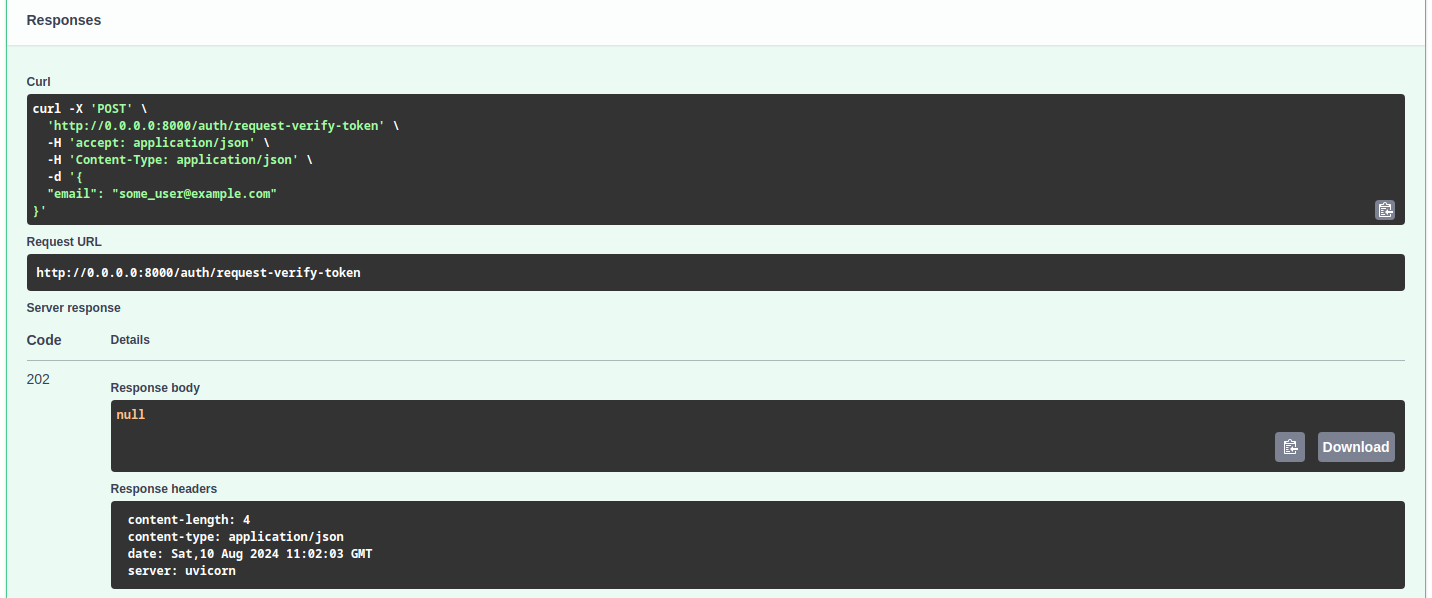 Responses
Curl
curl -X 'POST' \
  'http://0.0.0.0:8000/auth/request-verify-token' \
  -H 'accept: application/json' \
  -H 'Content-Type: application/json' \
  -d '{
  "email": "some_user@example.com"
}'
Request URL
http://0.0.0.0:8000/auth/request-verify-token
Server response
Code Details
202
Response body
null
Download
Response headers
content-length: 4
content-type: application/json
date: Sat,10 Aug 2024 11:02:03 GMT
server: uvicorn